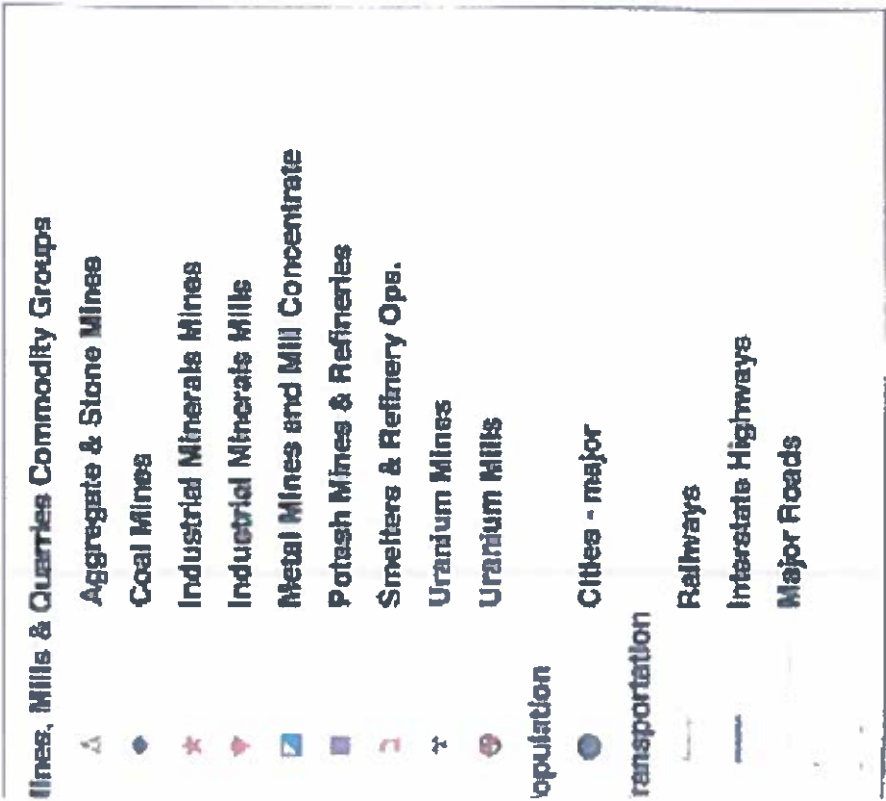 lines, Mills & Quarries Commodity Groups
Aggregate & Stone Mines
Coal Mines
Industrial Minerals Mines
Industrial Minerals Mills
Metal Mines and Mill Concentrate
Potash Mines & Refineries
Smelters & Refinery Ops.
Uranium Mines
Uranium Mills
opulation
Cities - major
ransportation
Railways
Interstate Highways
Major Roads